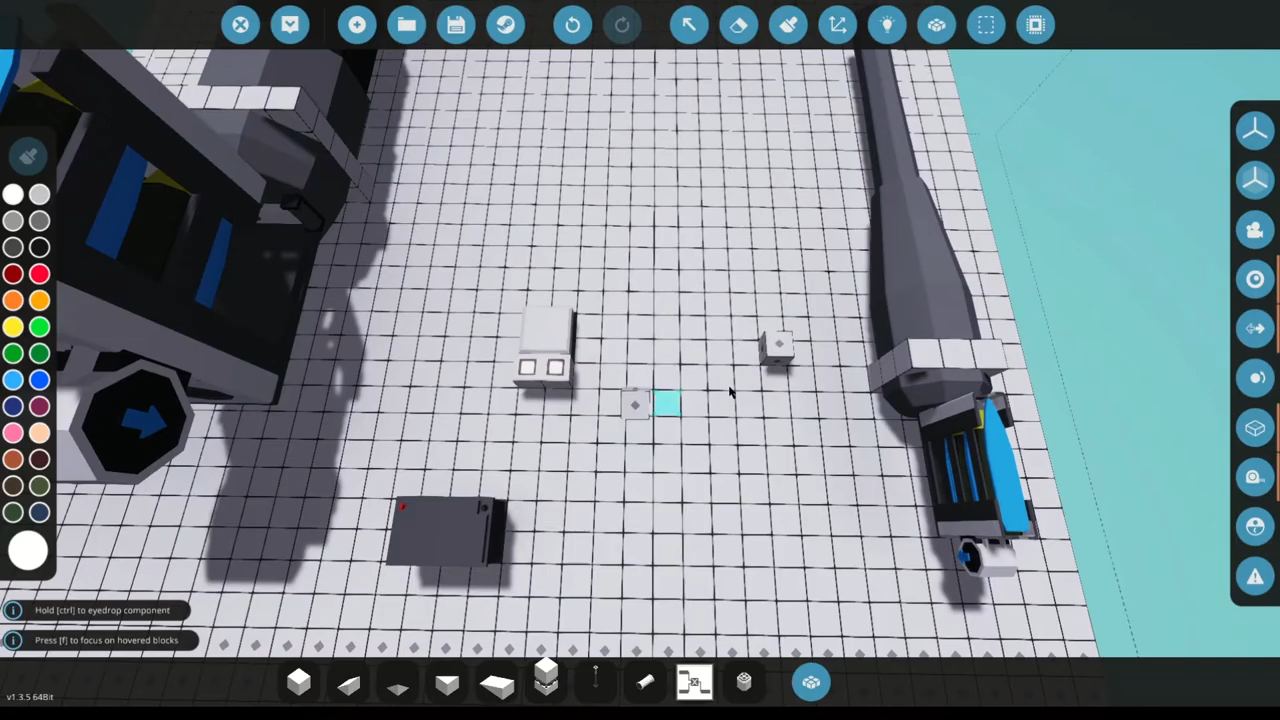 Hold [ctrl] to eyedrop component
Press [f] to focus on hovered blocks
v1.3.5 64Bit